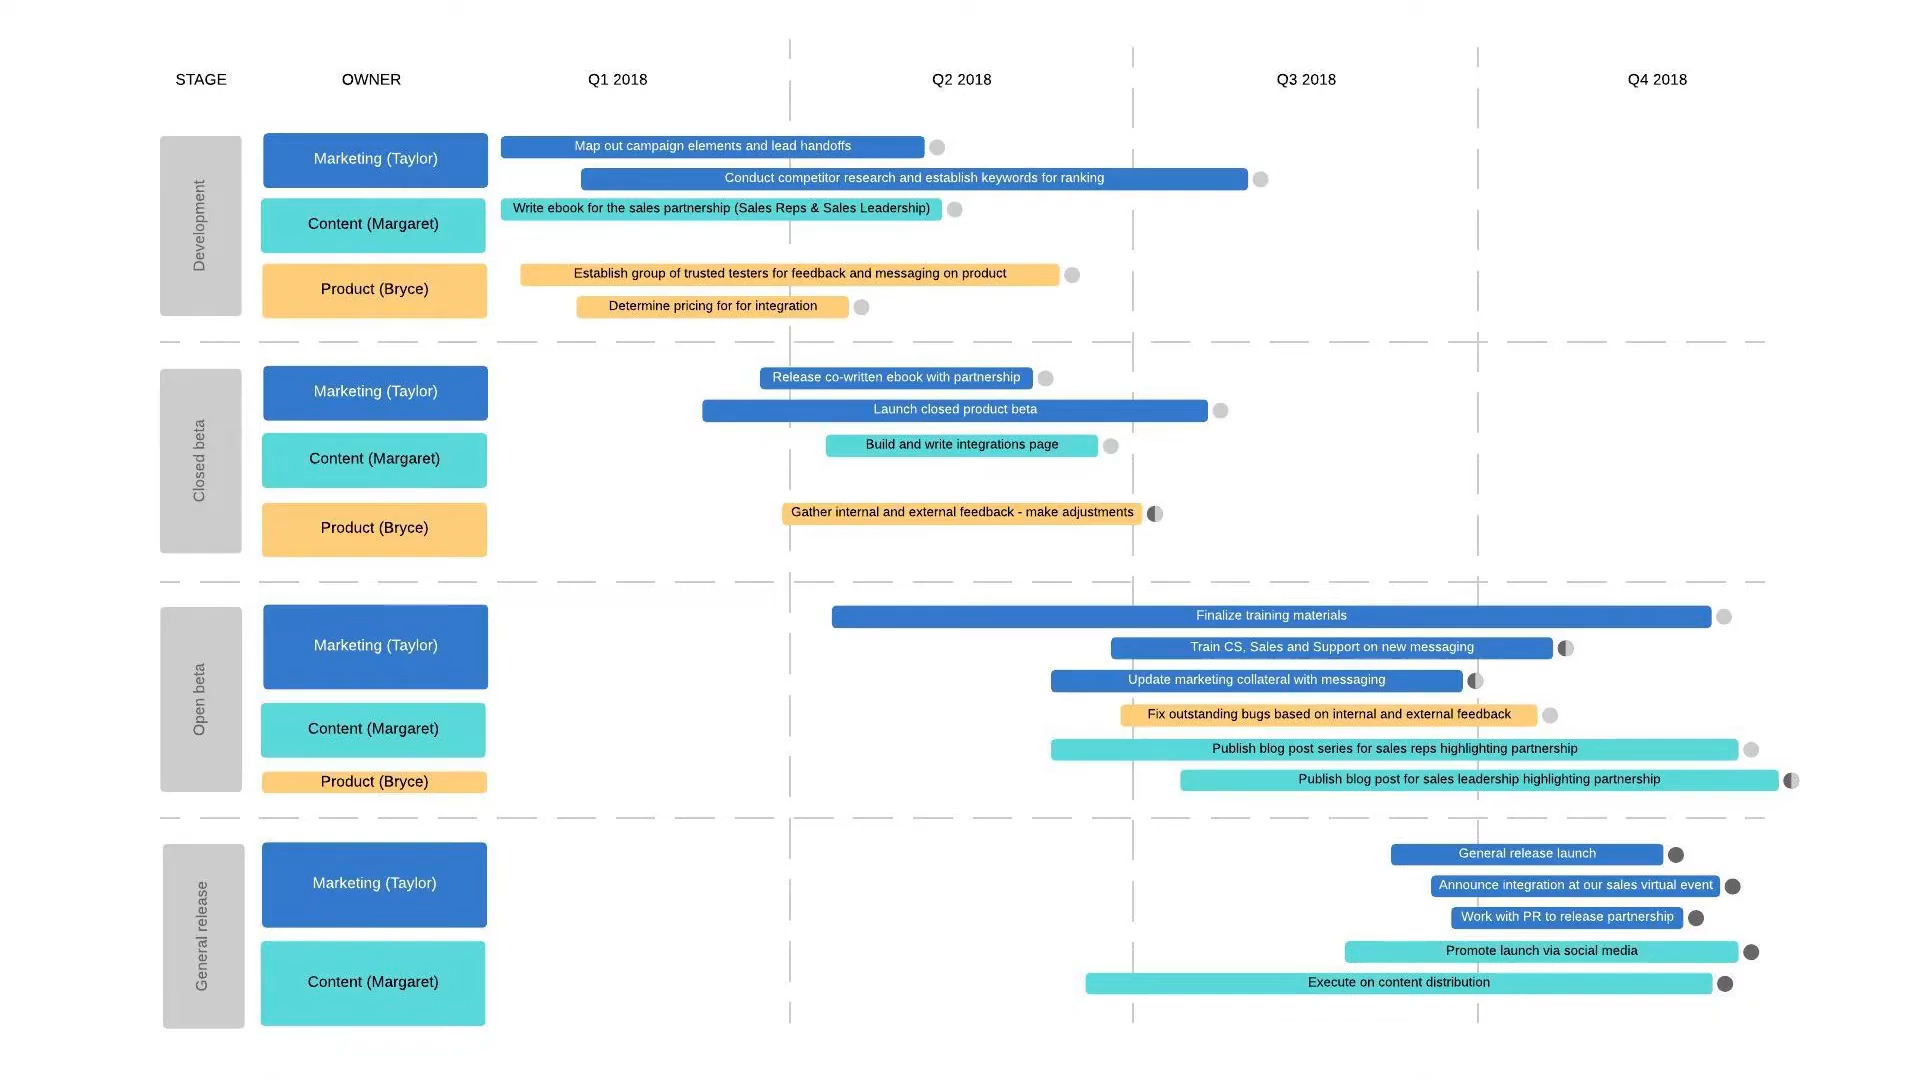 STAGE
OWNER
Q1 2018
Q2 2018
Q3 2018
Q4 2018
Development
Marketing (Taylor)
Map out campaign elements and lead handoffs
Conduct competitor research and establish keywords for ranking
Content (Margaret)
Write ebook for the sales partnership (Sales Reps & Sales Leadership)
Product (Bryce)
Establish group of trusted testers for feedback and messaging on product
Determine pricing for for integration
Closed beta
Marketing (Taylor)
Release co-written ebook with partnership
Launch closed product beta
Content (Margaret)
Build and write integrations page
Product (Bryce)
Gather internal and external feedback - make adjustments
Open beta
Marketing (Taylor)
Finalize training materials
Train CS, Sales and Support on new messaging
Update marketing collateral with messaging
Content (Margaret)
Fix outstanding bugs based on internal and external feedback
Publish blog post series for sales reps highlighting partnership
Product (Bryce)
Publish blog post for sales leadership highlighting partnership
General release
Marketing (Taylor)
General release launch
Announce integration at our sales virtual event
Work with PR to release partnership
Content (Margaret)
Promote launch via social media
Execute on content distribution